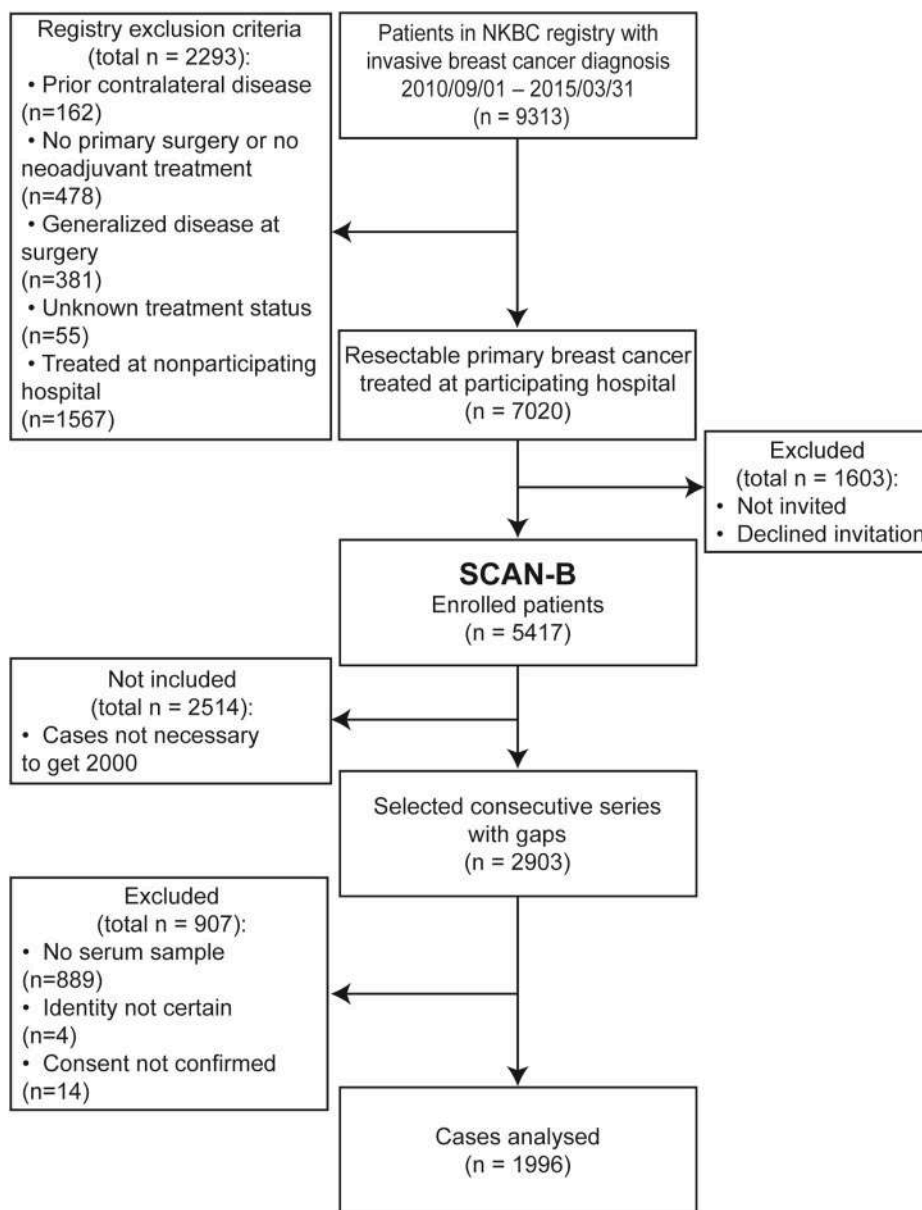 Registry exclusion criteria
(total n = 2293):
• Prior contralateral disease
(n=162)
• No primary surgery or no
neoadjuvant treatment
(n=478)
• Generalized disease at
surgery
(n=381)
• Unknown treatment status
(n=55)
• Treated at nonparticipating
hospital
(n=1567)
Patients in NKBC registry with
invasive breast cancer diagnosis
2010/09/01 – 2015/03/31
(n = 9313)
Resectable primary breast cancer
treated at participating hospital
(n = 7020)
Excluded
(total n = 1603):
• Not invited
• Declined invitation
SCAN-B
Enrolled patients
(n = 5417)
Not included
(total n = 2514):
• Cases not necessary
to get 2000
Selected consecutive series
with gaps
(n = 2903)
Excluded
(total n = 907):
• No serum sample
(n=889)
• Identity not certain
(n=4)
• Consent not confirmed
(n=14)
Cases analysed
(n = 1996)